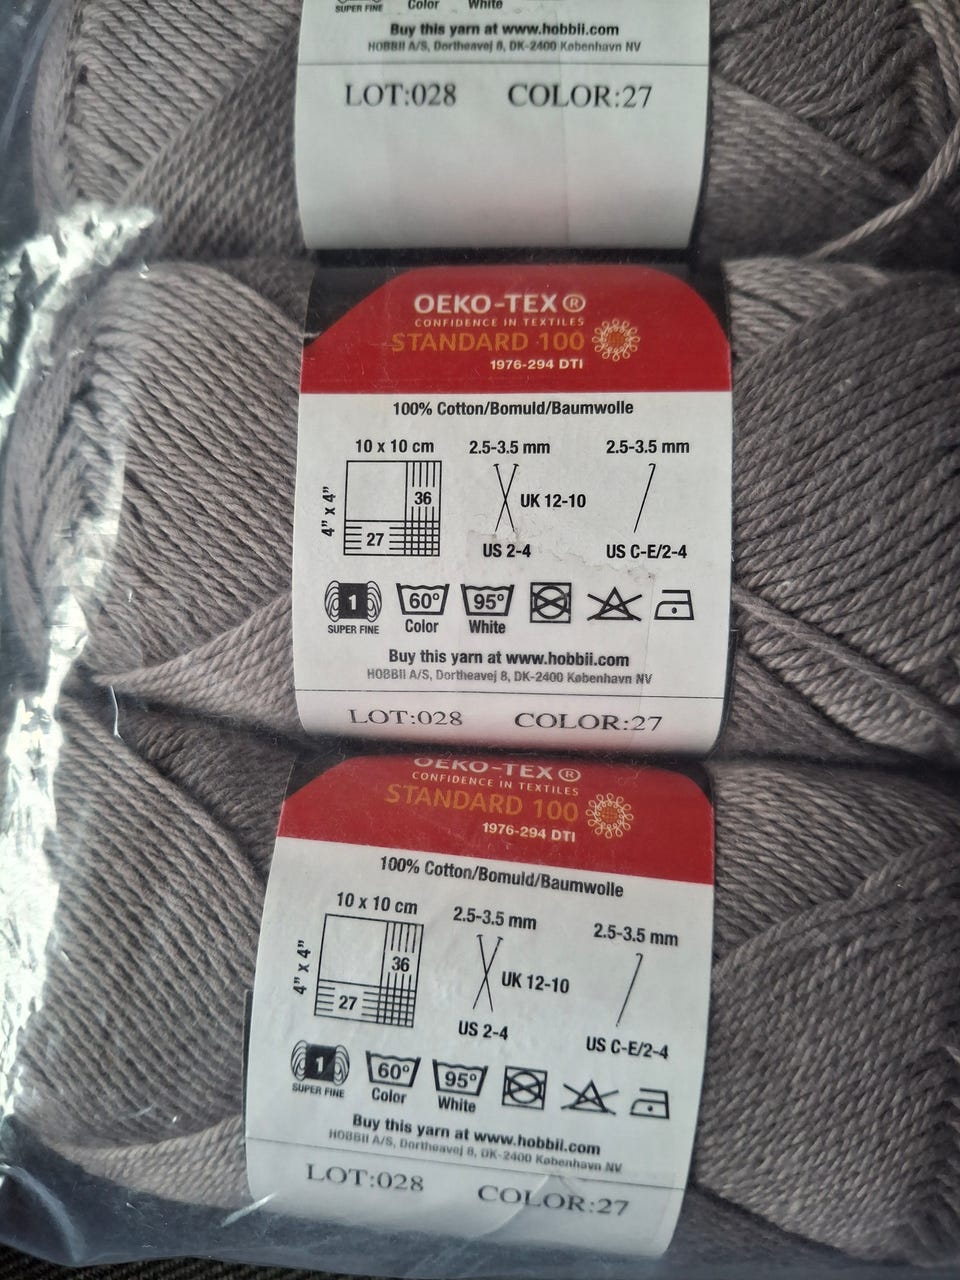 SUPER FINE Color White
Buy this yarn at www.hobbii.com
HOBBII A/S, Dortheavej 8, DK-2400 København NV
LOT:028 COLOR:27
OEKO-TEX®
CONFIDENCE IN TEXTILES
STANDARD 100
1976-294 DTI
100% Cotton/Bomuld/Baumwolle
10 x 10 cm 2.5-3.5 mm 2.5-3.5 mm
4" x 4" 36 UK 12-10
27 US 2-4 US C-E/2-4
1 60° 95°
SUPER FINE Color White
Buy this yarn at www.hobbii.com
HOBBII A/S, Dortheavej 8, DK-2400 København NV
LOT:028 COLOR:27
OEKO-TEX®
CONFIDENCE IN TEXTILES
STANDARD 100
1976-294 DTI
100% Cotton/Bomuld/Baumwolle
10 x 10 cm 2.5-3.5 mm 2.5-3.5 mm
4" x 4" 36 UK 12-10
27 US 2-4 US C-E/2-4
1 60° 95°
SUPER FINE Color White
Buy this yarn at www.hobbii.com
HOBBII A/S, Dortheavej 8, DK-2400 København NV
LOT:028 COLOR:27